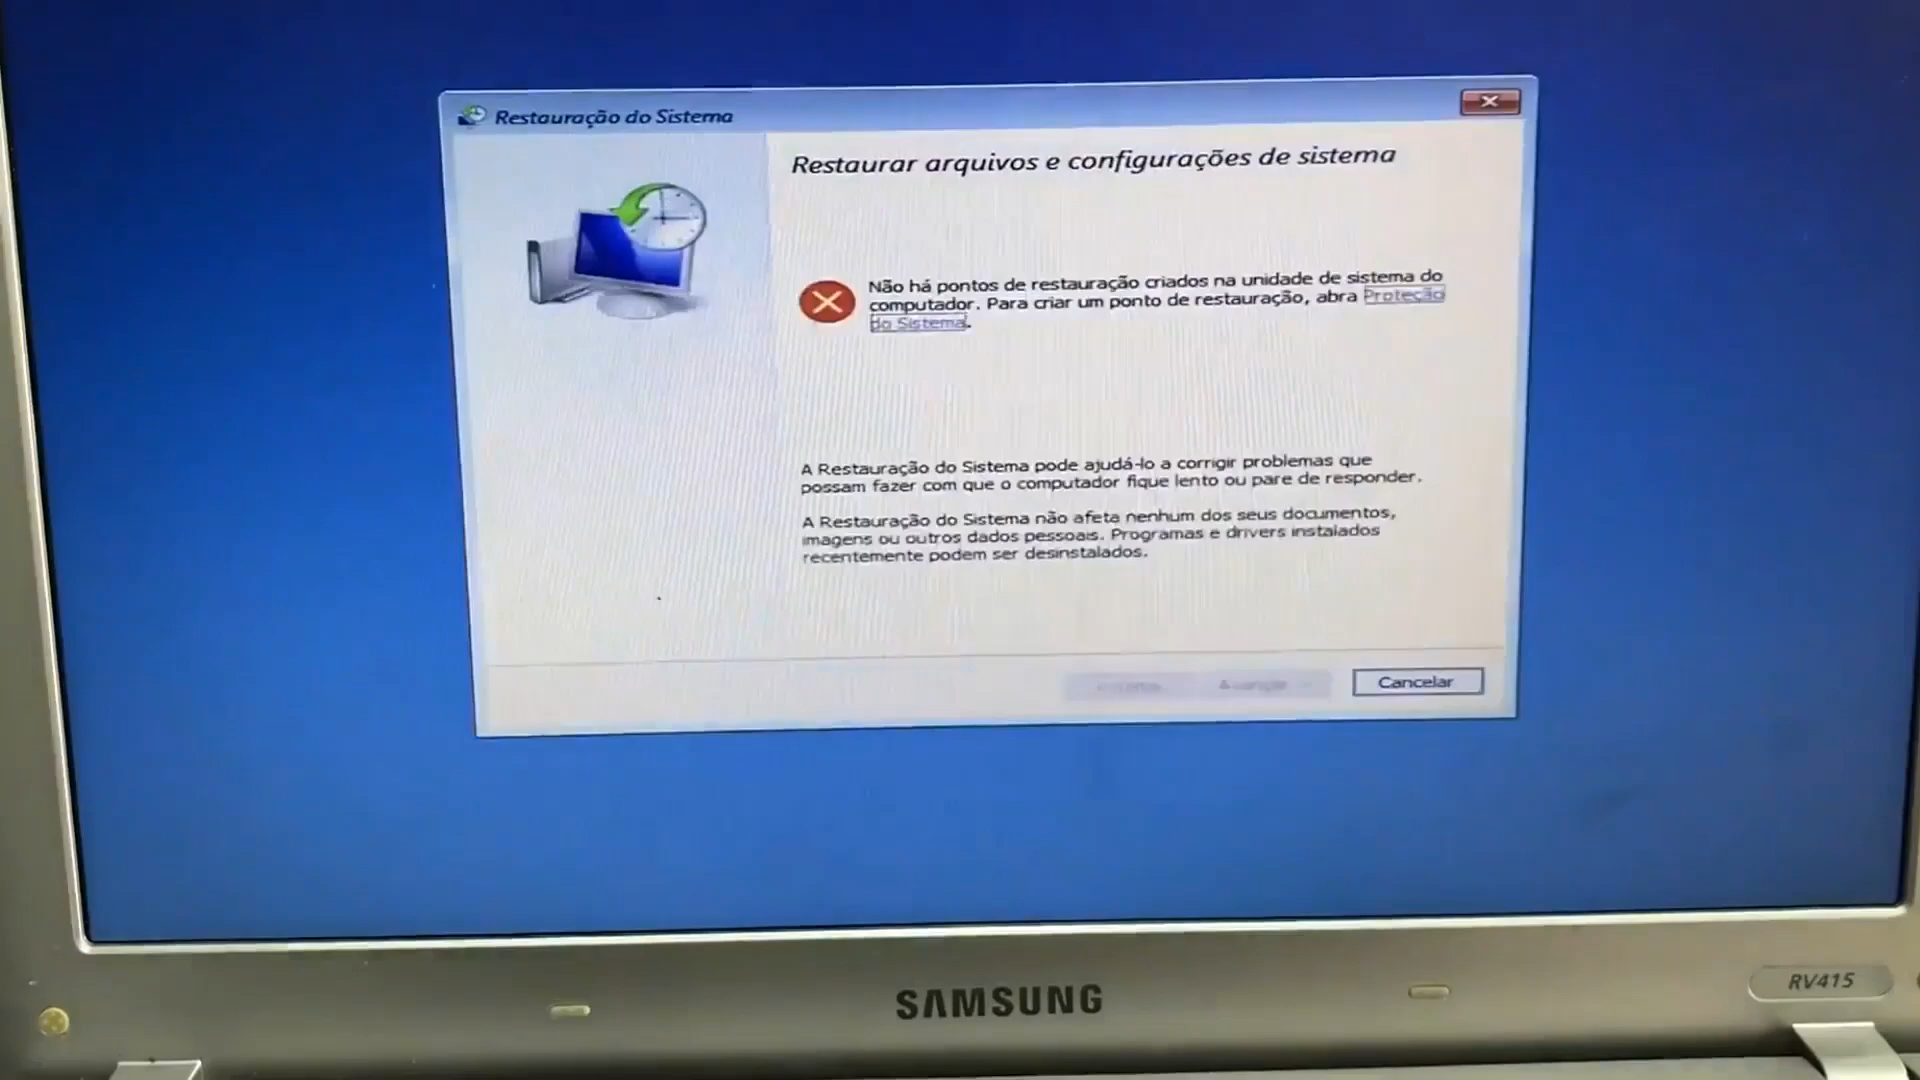 Restauração do Sistema
Restaurar arquivos e configurações de sistema
Não há pontos de restauração criados na unidade de sistema do
computador. Para criar um ponto de restauração, abra Proteção
do Sistema.
A Restauração do Sistema pode ajudá-lo a corrigir problemas que
possam fazer com que o computador fique lento ou pare de responder.
A Restauração do Sistema não afeta nenhum dos seus documentos,
imagens ou outros dados pessoais. Programas e drivers instalados
recentemente podem ser desinstalados.
Cancelar
SAMSUNG
RV415